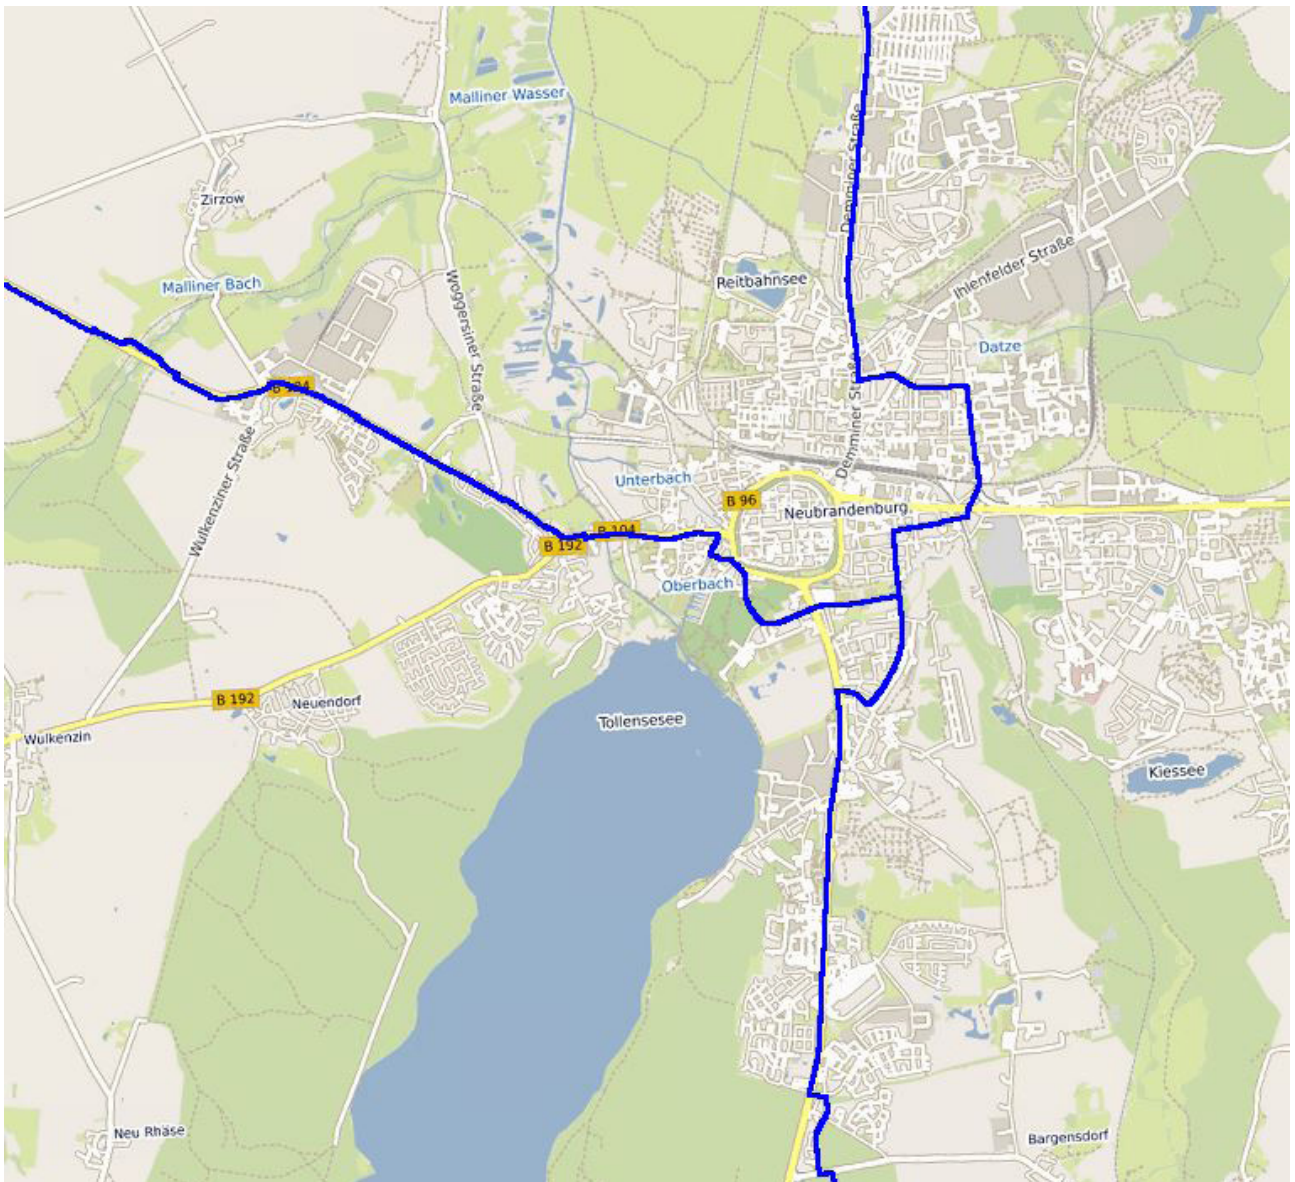 Malliner Wasser
Demminer Straße
Zirzow
Ihlenfelder Straße
Reitbahnsee
Malliner Bach
Woggersiner Straße
Datze
Demminer Straße
Wulkenziner Straße
Unterbach
B 96
Neubrandenburg
B 104
B 192
Oberbach
B 192
Neuendorf
Tollensesee
Wulkenzin
Kiessee
Neu Rhäse
Bargensdorf